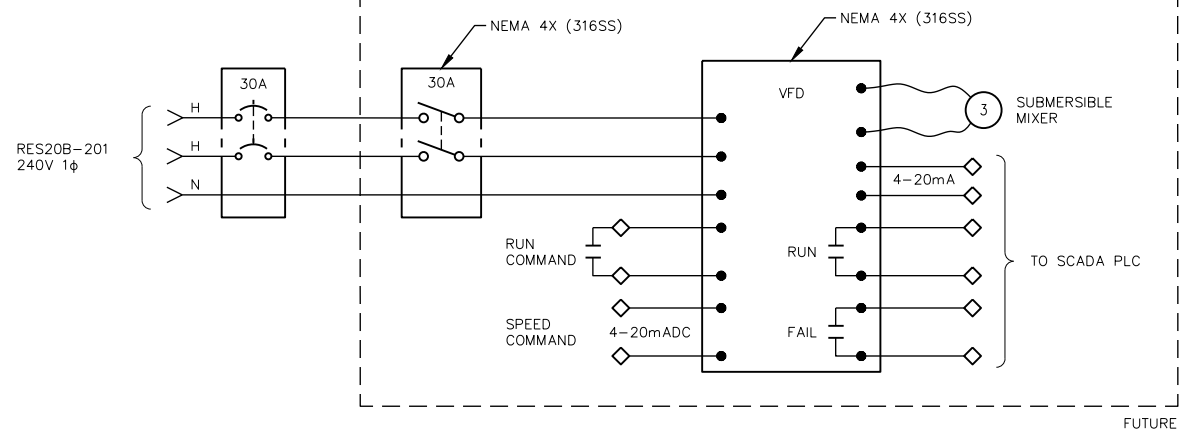 NEMA 4X (316SS)
NEMA 4X (316SS)
30A
30A
VFD
H
H
N
RES20B-201
240V 1ϕ
3
SUBMERSIBLE
MIXER
4-20mA
RUN
COMMAND
RUN
TO SCADA PLC
SPEED
COMMAND
4-20mADC
FAIL
FUTURE